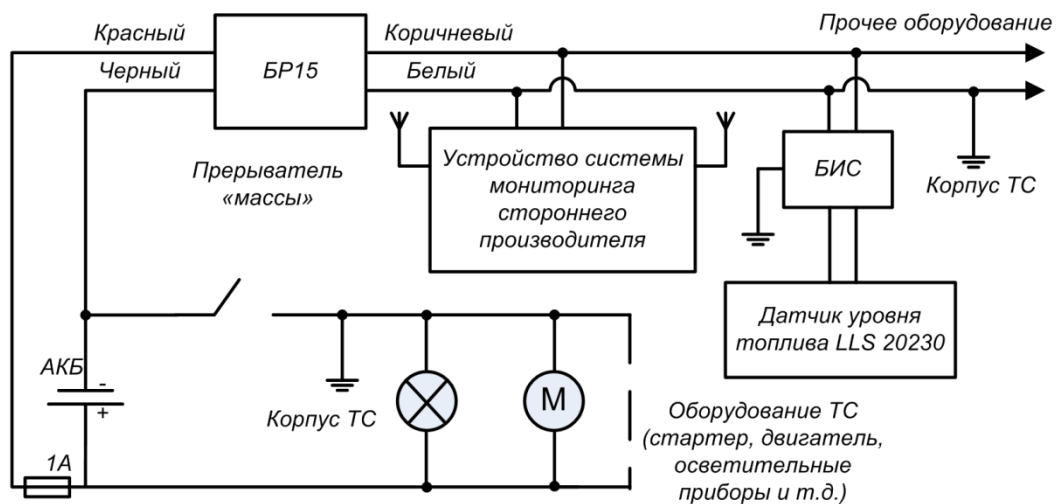 Красный
Коричневый
Прочее оборудование
Черный
БР15
Белый
Прерыватель
«массы»
Устройство системы
мониторинга
стороннего
производителя
БИС
Корпус ТС
Датчик уровня
топлива LLS 20230
АКБ
-
+
Корпус ТС
М
Оборудование ТС
(стартер, двигатель,
осветительные
приборы и т.д.)
1А